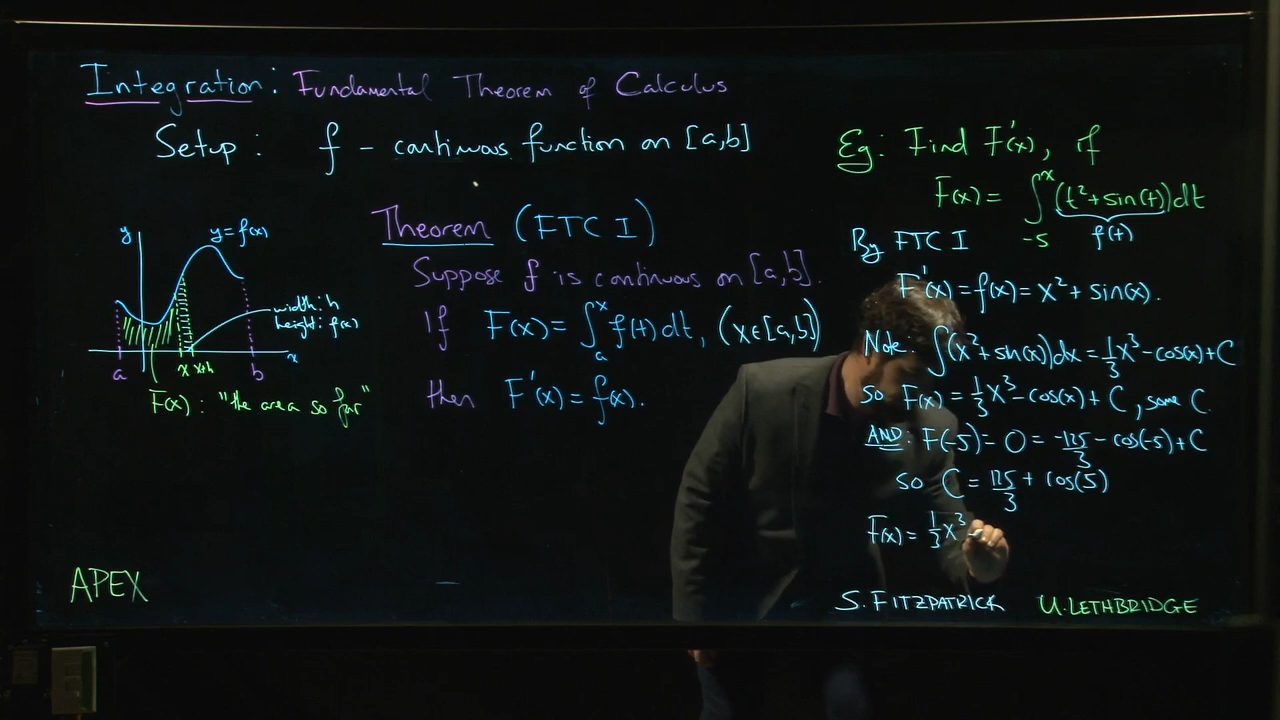 Integration: Fundamental Theorem of Calculus
Setup: f - continuous function on [a,b]
y
y=f(x)
width: h
height: f(x)
a
x x+h
b
x
F(x): "the area so far"
Theorem (FTC I)
Suppose f is continuous on [a,b].
If F(x) = ∫_a^x f(t) dt, (x∈[a,b])
then F'(x) = f(x).
Eg: Find F'(x), if
F(x) = ∫_-5^x (t²+sin(t))dt
f(t)
By FTC I
F'(x) = f(x) = x² + sin(x).
Note: ∫(x²+sin(x))dx = 1/3 x³ - cos(x) + C
so F(x) = 1/3 x³ - cos(x) + C, some C.
AND: F(-5) = 0 = -125/3 - cos(-5) + C
so C = 125/3 + cos(5)
F(x) = 1/3 x³
APEX
S. FITZPATRICK U. LETHBRIDGE